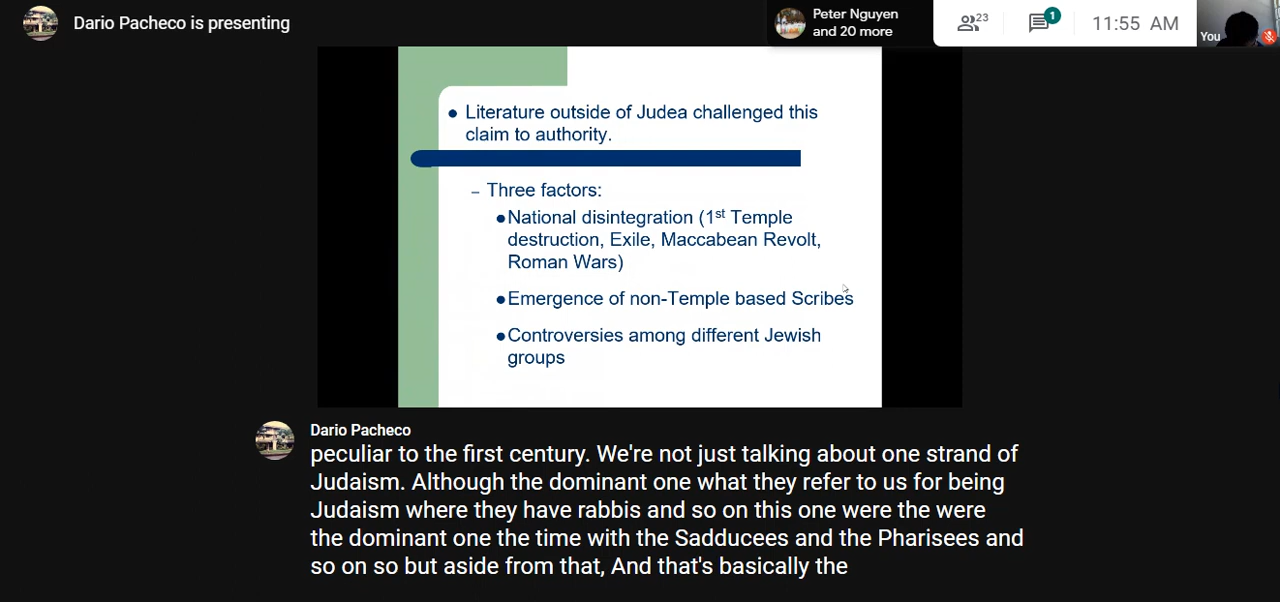 Dario Pacheco is presenting
Peter Nguyen
and 20 more
23
1
11:55 AM
You
• Literature outside of Judea challenged this
claim to authority.
– Three factors:
•National disintegration (1st Temple
destruction, Exile, Maccabean Revolt,
Roman Wars)
•Emergence of non-Temple based Scribes
•Controversies among different Jewish
groups
Dario Pacheco
peculiar to the first century. We're not just talking about one strand of
Judaism. Although the dominant one what they refer to us for being
Judaism where they have rabbis and so on this one were the were
the dominant one the time with the Sadducees and the Pharisees and
so on so but aside from that, And that's basically the